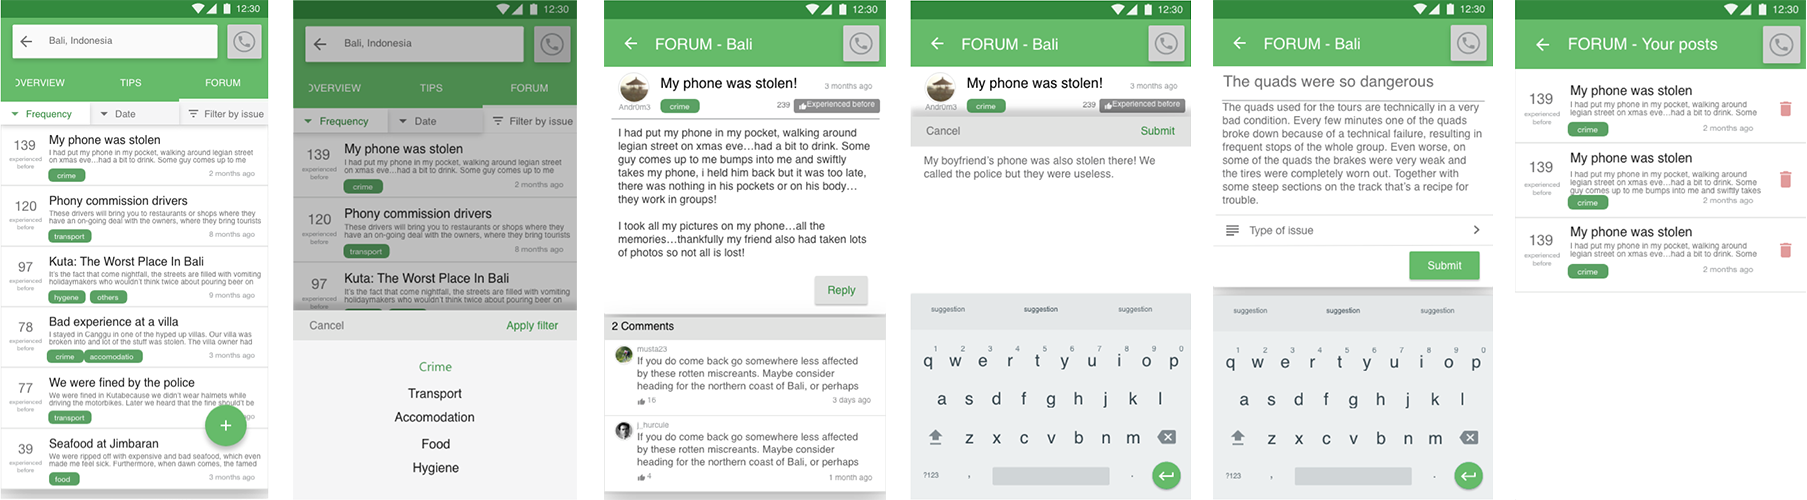 12:30
Bali, Indonesia
OVERVIEW TIPS FORUM
Frequency Date Filter by issue
139 experienced before
My phone was stolen
I had put my phone in my pocket, walking around legian street
on xmas eve...had a bit to drink. Some guy comes up to me
crime 2 months ago
120 experienced before
Phony commission drivers
These drivers will bring you to restaurants or shops where they
have an on-going deal with the owners, where they bring tourists
transport 8 months ago
97 experienced before
Kuta: The Worst Place In Bali
It's the fact that come nightfall, the streets are filled with vomiting
holidaymakers who wouldn't think twice about pouring beer on
hygene others 9 months ago
78 experienced before
Bad experience at a villa
I stayed in Canggu in one of the hyped up villas. Our villa was
broken into and lot of the stuff was stolen. The villa owner had
crime accomodatio 2 months ago
77 experienced before
We were fined by the police
We were fined in Kutabecause we didn't wear helmets while
driving the motorbikes. Later we heard that the fine should't be
transport ago
39 experienced before
Seafood at Jimbaran
We were ripped off with expensive and bad seafood, which even
made me feel sick. Furthermore, when dawn comes, the famed
food 3 months ago
+
12:30
Bali, Indonesia
OVERVIEW TIPS FORUM
Frequency Date Filter by issue
139 experienced before
My phone was stolen
I had put my phone in my pocket, walking around legian street
on xmas eve...had a bit to drink. Some guy comes up to me
crime 2 months ago
120 experienced before
Phony commission drivers
These drivers will bring you to restaurants or shops where they
have an on-going deal with the owners, where they bring tourists
transport 8 months ago
97 experienced before
Kuta: The Worst Place In Bali
It's the fact that come nightfall, the streets are filled with vomiting
holidaymakers who wouldn't think twice about pouring beer on
Cancel Apply filter
Crime
Transport
Accomodation
Food
Hygiene
12:30
FORUM - Bali
My phone was stolen! 3 months ago
Andr0m3 crime 239 Experienced before
I had put my phone in my pocket, walking around
legian street on xmas eve...had a bit to drink. Some
guy comes up to me bumps into me and swiftly
takes my phone, i held him back but it was too late,
there was nothing in his pockets or on his body...
they work in groups!
I took all my pictures on my phone...all the
memories...thankfully my friend also had taken lots
of photos so not all is lost!
Reply
2 Comments
musta23
If you do come back go somewhere less affected
by these rotten miscreants. Maybe consider
heading for the northern coast of Bali, or perhaps
16 3 days ago
j_hurcule
If you do come back go somewhere less affected
by these rotten miscreants. Maybe consider
heading for the northern coast of Bali, or perhaps
4 1 month ago
12:30
FORUM - Bali
My phone was stolen! 3 months ago
Andr0m3 crime 239 Experienced before
Cancel Submit
My boyfriend's phone was also stolen there! We
called the police but they were useless.
suggestion suggestion suggestion
1 2 3 4 5 6 7 8 9 0
q w e r t y u i o p
a s d f g h j k l
z x c v b n m
?123 , .
12:30
FORUM - Bali
The quads were so dangerous
The quads used for the tours are technically in a very
bad condition. Every few minutes one of the quads
broke down because of a technical failure, resulting in
frequent stops of the whole group. Even worse, on
some of the quads the brakes were very weak and
the tires were completely worn out. Together with
some steep sections on the track that's a recipe for
trouble.
Type of issue
Submit
suggestion suggestion suggestion
1 2 3 4 5 6 7 8 9 0
q w e r t y u i o p
a s d f g h j k l
z x c v b n m
?123 , .
12:30
FORUM - Your posts
139 experienced before
My phone was stolen
I had put my phone in my pocket, walking around
legian street on xmas eve...had a bit to drink. Some
crime 2 months ago
139 experienced before
My phone was stolen
I had put my phone in my pocket, walking around
legian street on xmas eve...had a bit to drink. Some
guy comes up to me bumps into me and swiftly takes
crime 2 months ago
139 experienced before
My phone was stolen
I had put my phone in my pocket, walking around
legian street on xmas eve...had a bit to drink. Some
crime 2 months ago